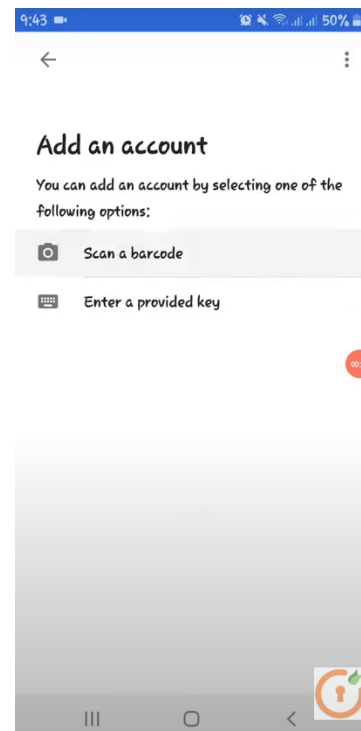 9:43
50%
Add an account
You can add an account by selecting one of the
following options:
Scan a barcode
Enter a provided key